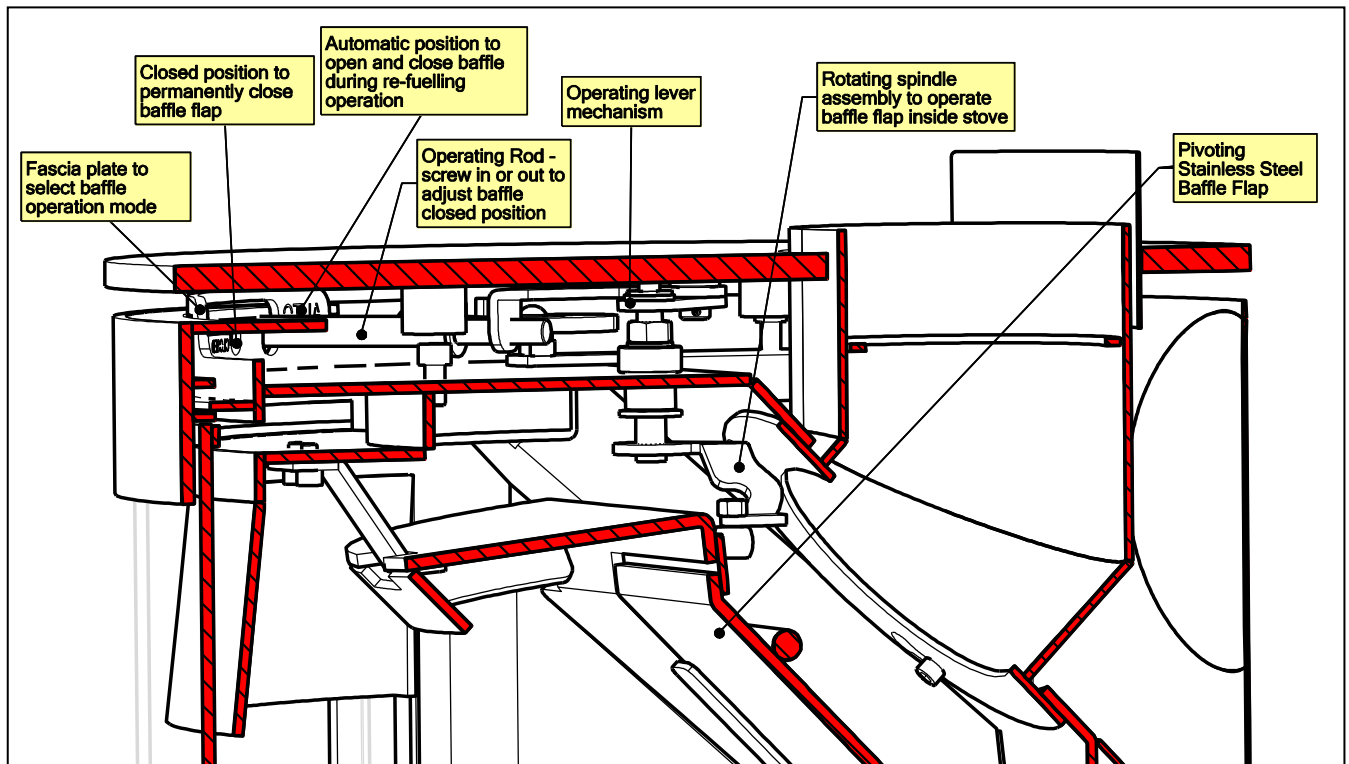 Automatic position to
open and close baffle
during re-fuelling
operation
Closed position to
permanently close
baffle flap
Operating lever
mechanism
Rotating spindle
assembly to operate
baffle flap inside stove
Pivoting
Stainless Steel
Baffle Flap
Fascia plate to
select baffle
operation mode
Operating Rod -
screw in or out to
adjust baffle
closed position